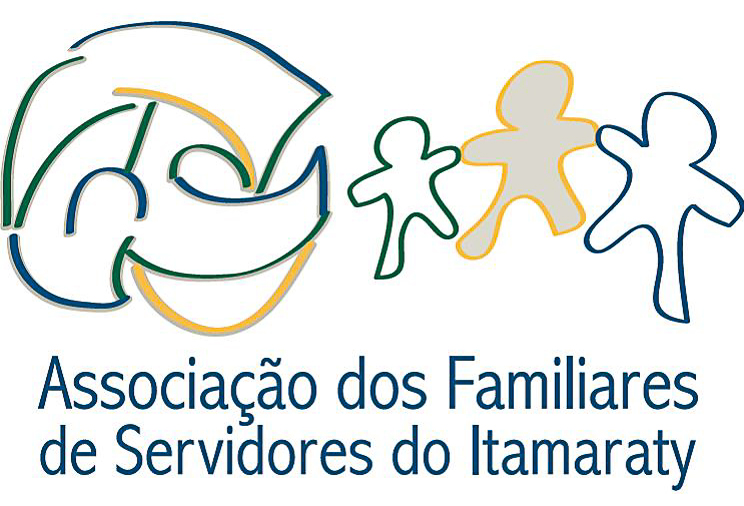 Associação dos Familiares
de Servidores do Itamaraty